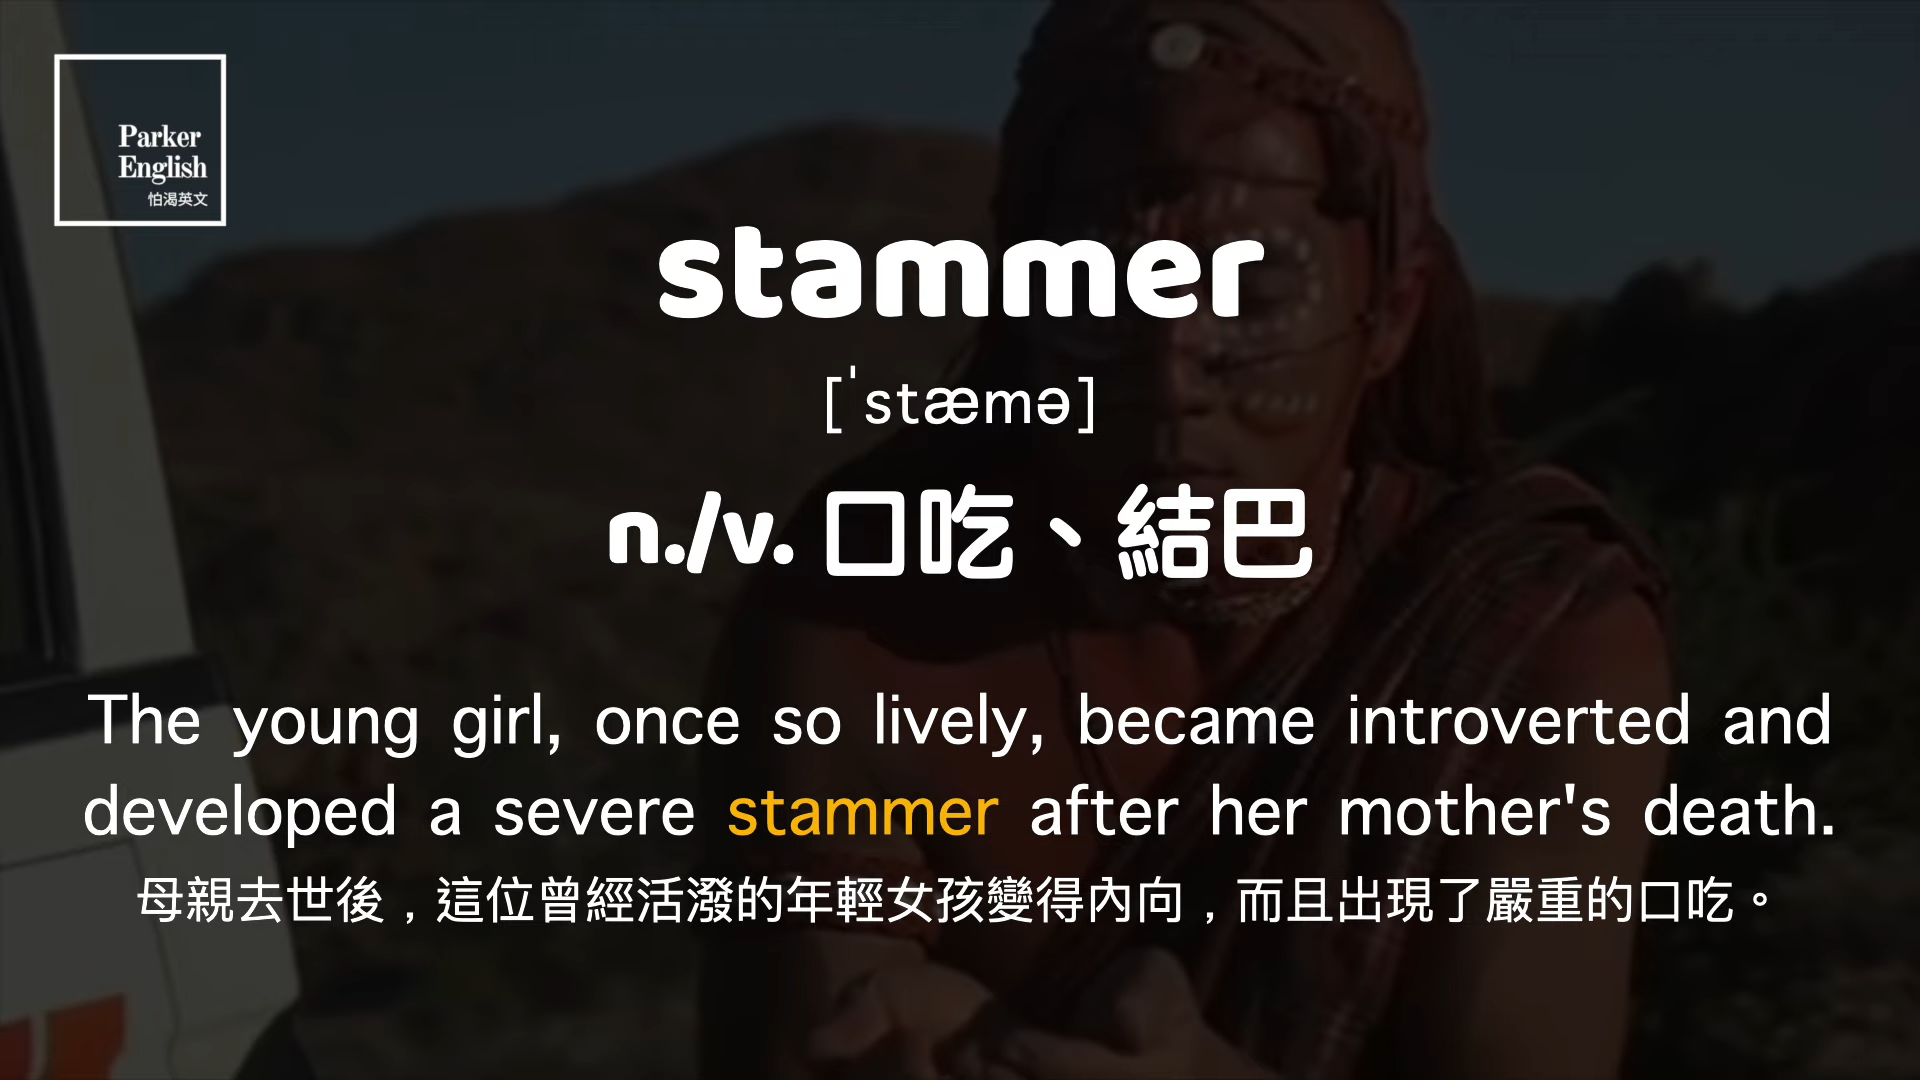 Parker
English
怕渴英文
stammer
[ˈstæmə]
n./v. 口吃、結巴
The young girl, once so lively, became introverted and
developed a severe stammer after her mother's death.
母親去世後，這位曾經活潑的年輕女孩變得內向，而且出現了嚴重的口吃。